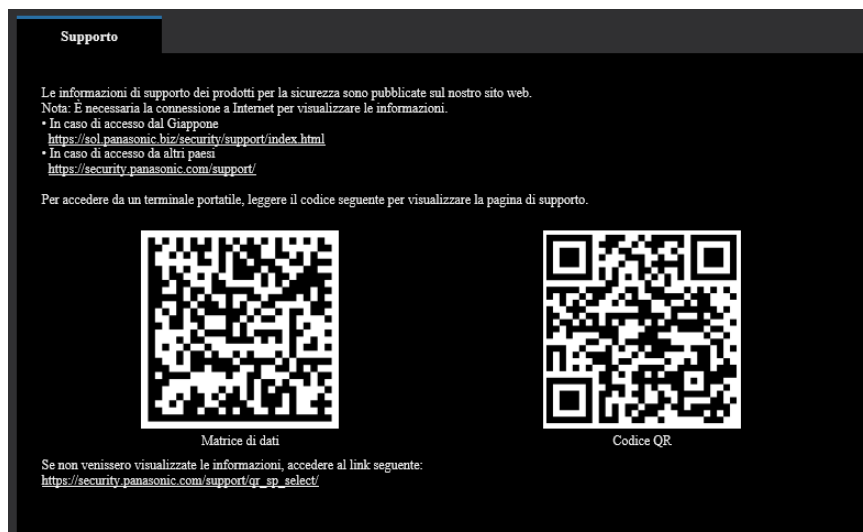 Supporto
Le informazioni di supporto dei prodotti per la sicurezza sono pubblicate sul nostro sito web.
Nota: È necessaria la connessione a Internet per visualizzare le informazioni.
• In caso di accesso dal Giappone
https://sol.panasonic.biz/security/support/index.html
• In caso di accesso da altri paesi
https://security.panasonic.com/support/
Per accedere da un terminale portatile, leggere il codice seguente per visualizzare la pagina di supporto.
Matrice di dati
Codice QR
Se non venissero visualizzate le informazioni, accedere al link seguente:
https://security.panasonic.com/support/qr_sp_select/